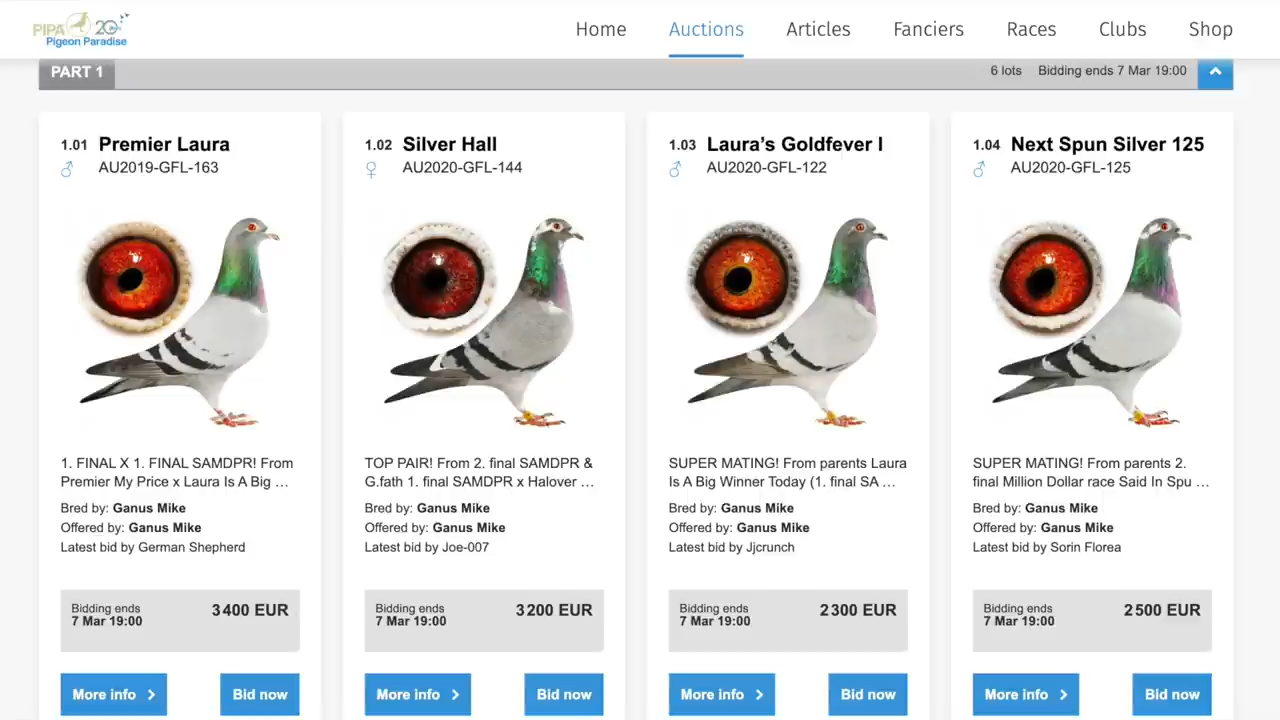 PIPA 20
Pigeon Paradise
Home
Auctions
Articles
Fanciers
Races
Clubs
Shop
PART 1
6 lots
Bidding ends 7 Mar 19:00
1.01 Premier Laura
♂ AU2019-GFL-163
1. FINAL X 1. FINAL SAMDPR! From
Premier My Price x Laura Is A Big ...
Bred by: Ganus Mike
Offered by: Ganus Mike
Latest bid by German Shepherd
Bidding ends
7 Mar 19:00
3 400 EUR
More info
Bid now
1.02 Silver Hall
♀ AU2020-GFL-144
TOP PAIR! From 2. final SAMDPR &
G.fath 1. final SAMDPR x Halover ...
Bred by: Ganus Mike
Offered by: Ganus Mike
Latest bid by Joe-007
Bidding ends
7 Mar 19:00
3 200 EUR
More info
Bid now
1.03 Laura's Goldfever I
♂ AU2020-GFL-122
SUPER MATING! From parents Laura
Is A Big Winner Today (1. final SA ...
Bred by: Ganus Mike
Offered by: Ganus Mike
Latest bid by Jjcrunch
Bidding ends
7 Mar 19:00
2 300 EUR
More info
Bid now
1.04 Next Spun Silver 125
♂ AU2020-GFL-125
SUPER MATING! From parents 2.
final Million Dollar race Said In Spu ...
Bred by: Ganus Mike
Offered by: Ganus Mike
Latest bid by Sorin Florea
Bidding ends
7 Mar 19:00
2 500 EUR
More info
Bid now